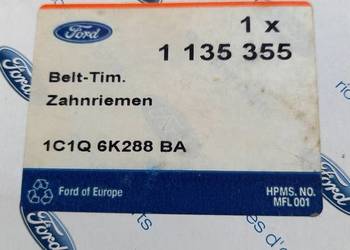 Ford
1 x
1 135 355
Belt-Tim.
Zahnriemen
1C1Q 6K288 BA
Ford of Europe
HPMS. NO.
MFL 001